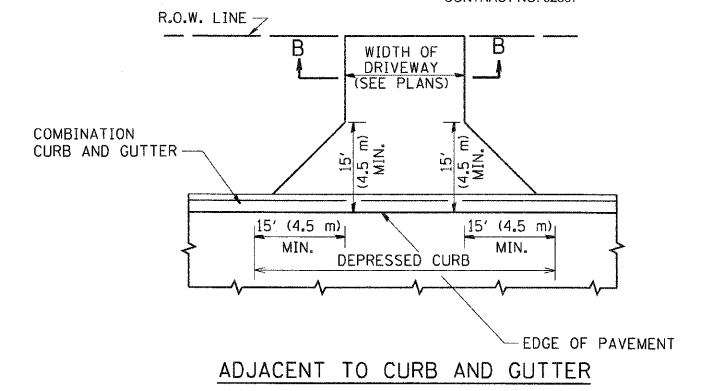 R.O.W. LINE
B
WIDTH OF
DRIVEWAY
(SEE PLANS)
B
COMBINATION
CURB AND GUTTER
15'
(4.5 m)
MIN.
15'
(4.5 m)
MIN.
15' (4.5 m)
MIN.
15' (4.5 m)
MIN.
DEPRESSED CURB
EDGE OF PAVEMENT
ADJACENT TO CURB AND GUTTER